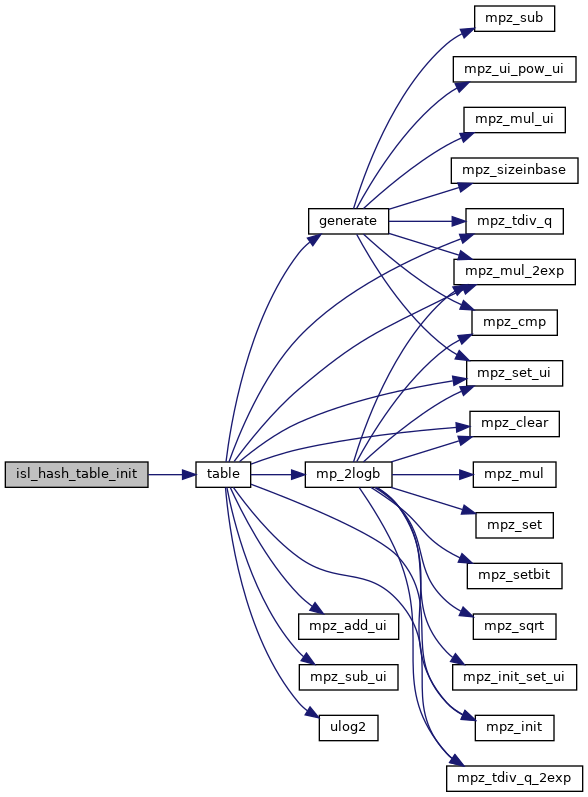 mpz_sub
mpz_ui_pow_ui
mpz_mul_ui
mpz_sizeinbase
generate
mpz_tdiv_q
mpz_mul_2exp
mpz_cmp
mpz_set_ui
mpz_clear
isl_hash_table_init
table
mp_2logb
mpz_mul
mpz_set
mpz_setbit
mpz_add_ui
mpz_sqrt
mpz_sub_ui
mpz_init_set_ui
ulog2
mpz_init
mpz_tdiv_q_2exp